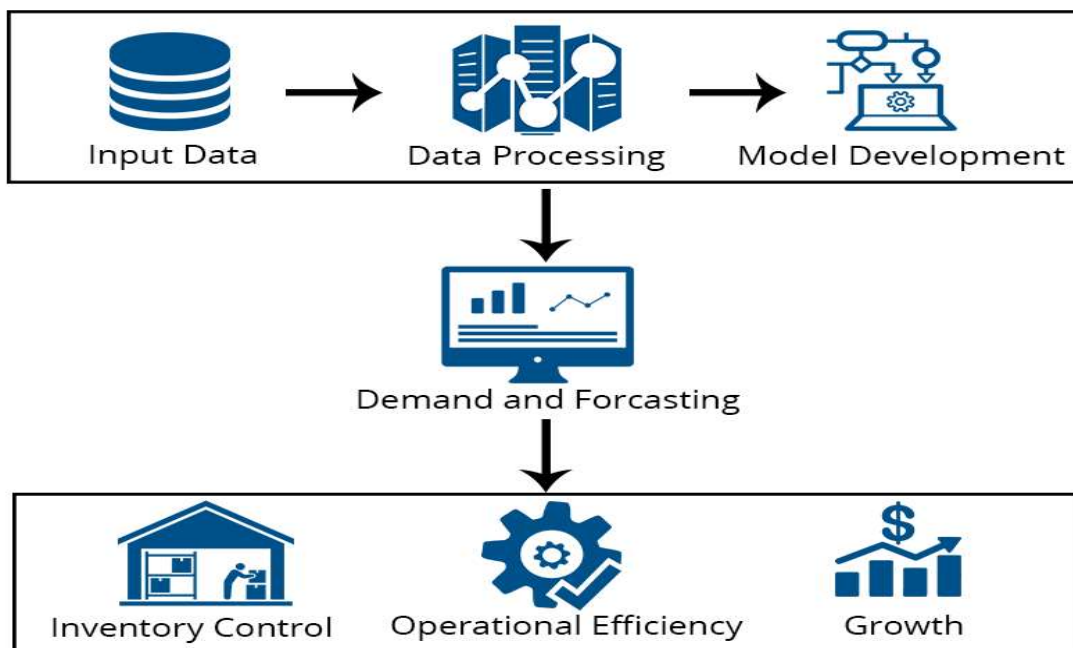 Input Data
Data Processing
Model Development
Demand and Forcasting
$
Inventory Control
Operational Efficiency
Growth